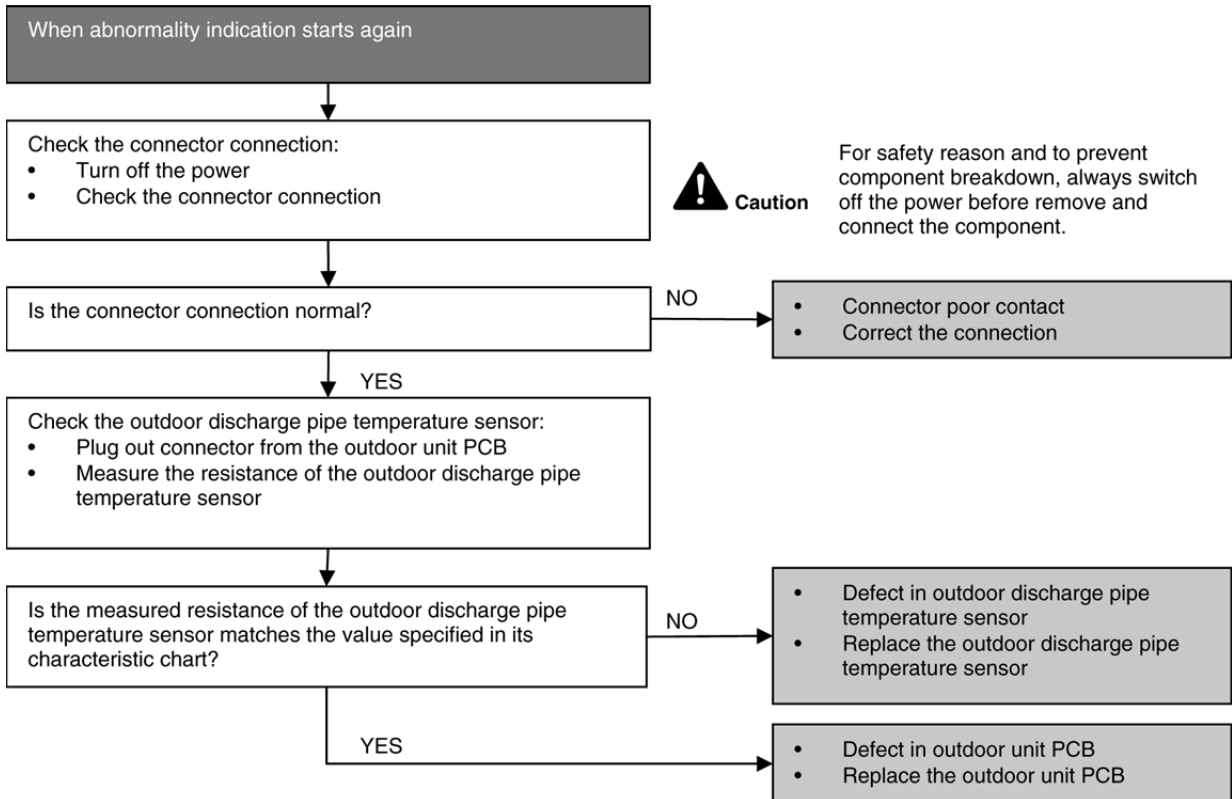 When abnormality indication starts again
Check the connector connection:
• Turn off the power
• Check the connector connection
Caution
For safety reason and to prevent
component breakdown, always switch
off the power before remove and
connect the component.
Is the connector connection normal?
NO
• Connector poor contact
• Correct the connection
YES
Check the outdoor discharge pipe temperature sensor:
• Plug out connector from the outdoor unit PCB
• Measure the resistance of the outdoor discharge pipe
temperature sensor
Is the measured resistance of the outdoor discharge pipe
temperature sensor matches the value specified in its
characteristic chart?
NO
• Defect in outdoor discharge pipe
temperature sensor
• Replace the outdoor discharge pipe
temperature sensor
YES
• Defect in outdoor unit PCB
• Replace the outdoor unit PCB